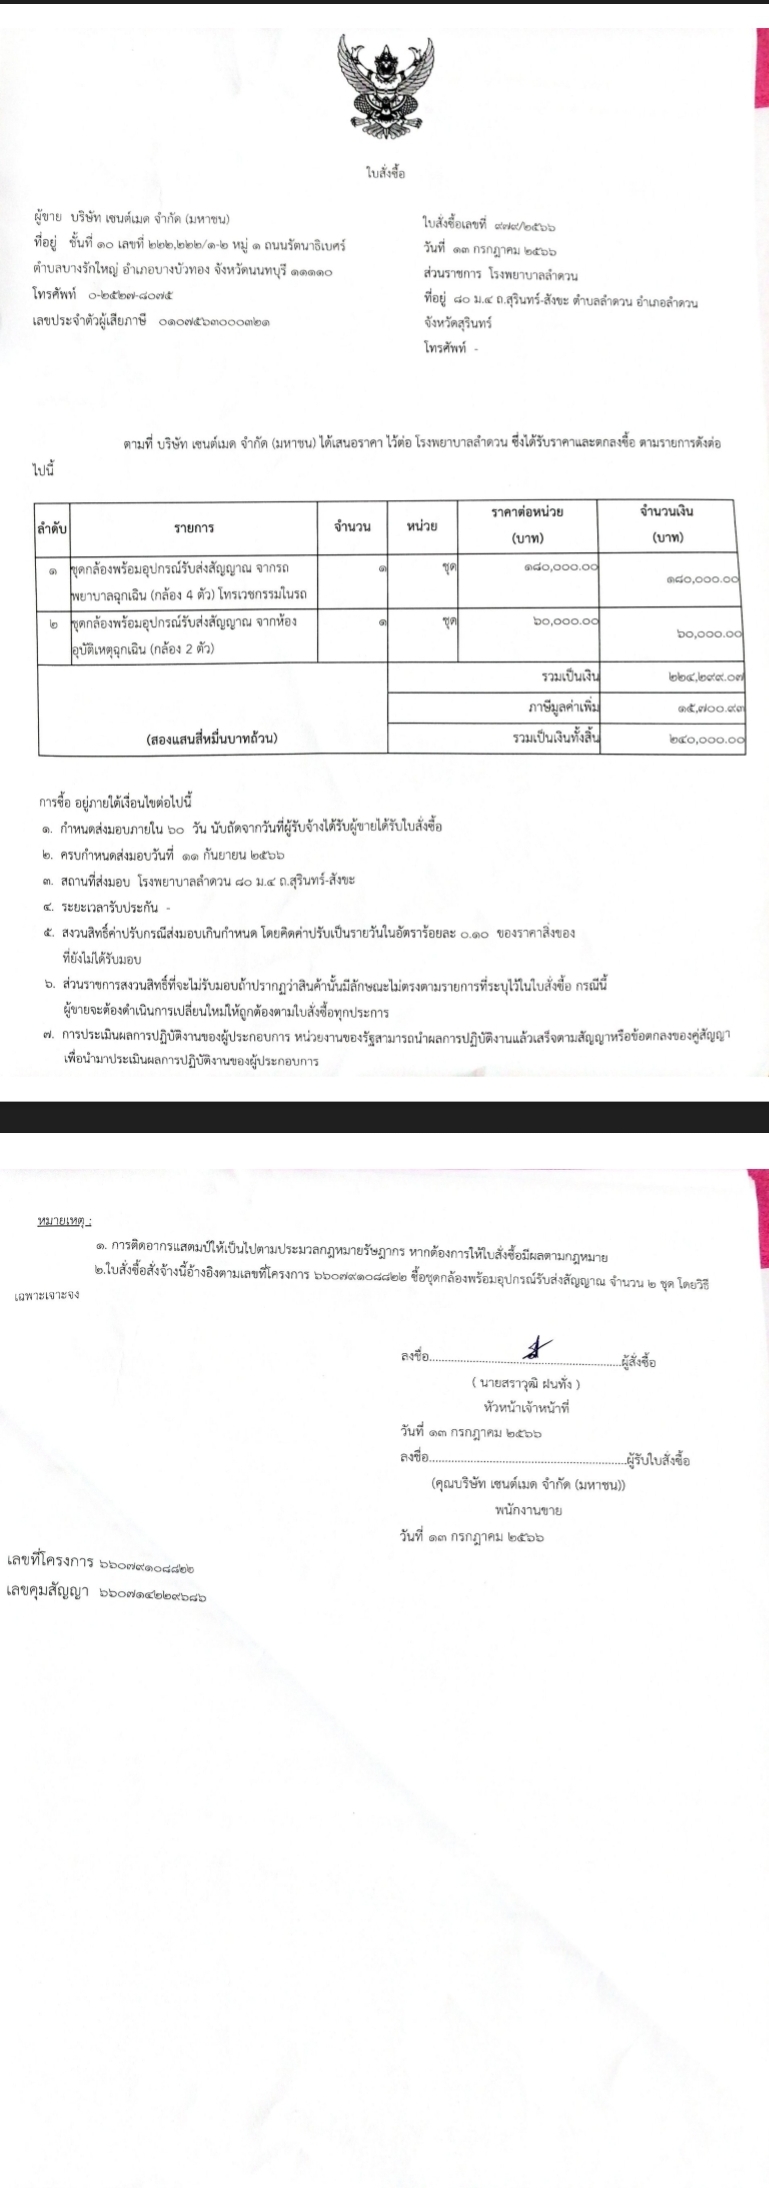 ใบสั่งซื้อ
ผู้ขาย บริษัท เซนต์เมด จำกัด (มหาชน)
ที่อยู่ ชั้นที่ ๑๐ เลขที่ ๒๒๒,๒๒๒/๑-๒ หมู่ ๑ ถนนรัตนาธิเบศร์
ตำบลบางรักใหญ่ อำเภอบางบัวทอง จังหวัดนนทบุรี ๑๑๑๑๐
โทรศัพท์ ๐-๒๕๒๗-๘๐๗๕
เลขประจำตัวผู้เสียภาษี ๐๑๐๗๕๖๓๐๐๐๓๒๑
ใบสั่งซื้อเลขที่ ๙๗๙/๒๕๖๖
วันที่ ๑๓ กรกฎาคม ๒๕๖๖
ส่วนราชการ โรงพยาบาลลำดวน
ที่อยู่ ๘๐ ม.๔ ถ.สุรินทร์-สังขะ ตำบลลำดวน อำเภอลำดวน
จังหวัดสุรินทร์
โทรศัพท์ -
ตามที่ บริษัท เซนต์เมด จำกัด (มหาชน) ได้เสนอราคา ไว้ต่อ โรงพยาบาลลำดวน ซึ่งได้รับราคาและตกลงซื้อ ตามรายการดังต่อ
ไปนี้
ลำดับ รายการ จำนวน หน่วย ราคาต่อหน่วย (บาท) จำนวนเงิน (บาท)
๑ ชุดกล้องพร้อมอุปกรณ์รับส่งสัญญาณ จากรถ ๑ ชุด ๑๘๐,๐๐๐.๐๐ ๑๘๐,๐๐๐.๐๐
พยาบาลฉุกเฉิน (กล้อง 4 ตัว) โทรเวชกรรมในรถ
๒ ชุดกล้องพร้อมอุปกรณ์รับส่งสัญญาณ จากห้อง ๑ ชุด ๖๐,๐๐๐.๐๐ ๖๐,๐๐๐.๐๐
อุบัติเหตุฉุกเฉิน (กล้อง 2 ตัว)
รวมเป็นเงิน ๒๒๔,๒๙๙.๐๗
ภาษีมูลค่าเพิ่ม ๑๕,๗๐๐.๙๓
(สองแสนสี่หมื่นบาทถ้วน) รวมเป็นเงินทั้งสิ้น ๒๔๐,๐๐๐.๐๐
การซื้อ อยู่ภายใต้เงื่อนไขต่อไปนี้
๑. กำหนดส่งมอบภายใน ๖๐ วัน นับถัดจากวันที่ผู้รับจ้างได้รับผู้ขายได้รับใบสั่งซื้อ
๒. ครบกำหนดส่งมอบวันที่ ๑๑ กันยายน ๒๕๖๖
๓. สถานที่ส่งมอบ โรงพยาบาลลำดวน ๘๐ ม.๔ ถ.สุรินทร์-สังขะ
๔. ระยะเวลารับประกัน -
๕. สงวนสิทธิ์ค่าปรับกรณีส่งมอบเกินกำหนด โดยคิดค่าปรับเป็นรายวันในอัตราร้อยละ ๐.๑๐ ของราคาสิ่งของ
ที่ยังไม่ได้รับมอบ
๖. ส่วนราชการสงวนสิทธิ์ที่จะไม่รับมอบถ้าปรากฏว่าสินค้านั้นมีลักษณะไม่ตรงตามรายการที่ระบุไว้ในใบสั่งซื้อ กรณีนี้
ผู้ขายจะต้องดำเนินการเปลี่ยนใหม่ให้ถูกต้องตามใบสั่งซื้อทุกประการ
๗. การประเมินผลการปฏิบัติงานของผู้ประกอบการ หน่วยงานของรัฐสามารถนำผลการปฏิบัติงานแล้วเสร็จตามสัญญาหรือข้อตกลงของคู่สัญญา
เพื่อนำมาประเมินผลการปฏิบัติงานของผู้ประกอบการ
หมายเหตุ :
๑. การติดอากรแสตมป์ให้เป็นไปตามประมวลกฎหมายรัษฎากร หากต้องการให้ใบสั่งซื้อมีผลตามกฎหมาย
๒.ใบสั่งซื้อสั่งจ้างนี้อ้างอิงตามเลขที่โครงการ ๖๖๐๗๙๑๐๘๘๒๒ ซื้อชุดกล้องพร้อมอุปกรณ์รับส่งสัญญาณ จำนวน ๒ ชุด โดยวิธี
เฉพาะเจาะจง
ลงชื่อ............................................................ผู้สั่งซื้อ
( นายสราวุฒิ ฝนทั่ง )
หัวหน้าเจ้าหน้าที่
วันที่ ๑๓ กรกฎาคม ๒๕๖๖
ลงชื่อ............................................................ผู้รับใบสั่งซื้อ
(คุณบริษัท เซนต์เมด จำกัด (มหาชน))
พนักงานขาย
วันที่ ๑๓ กรกฎาคม ๒๕๖๖
เลขที่โครงการ ๖๖๐๗๙๑๐๘๘๒๒
เลขคุมสัญญา ๖๖๐๗๑๔๒๒๙๖๘๖